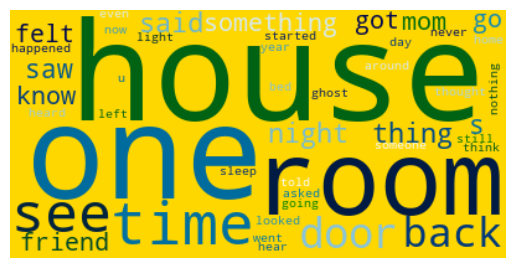 even
said something got mom go
felt now light started never
happened year day
house
saw around
know u bed ghost thought nothing
heard left
one night thing s
someone still
think
room
sleep told
see time asked
going
looked door back
friend went
hear